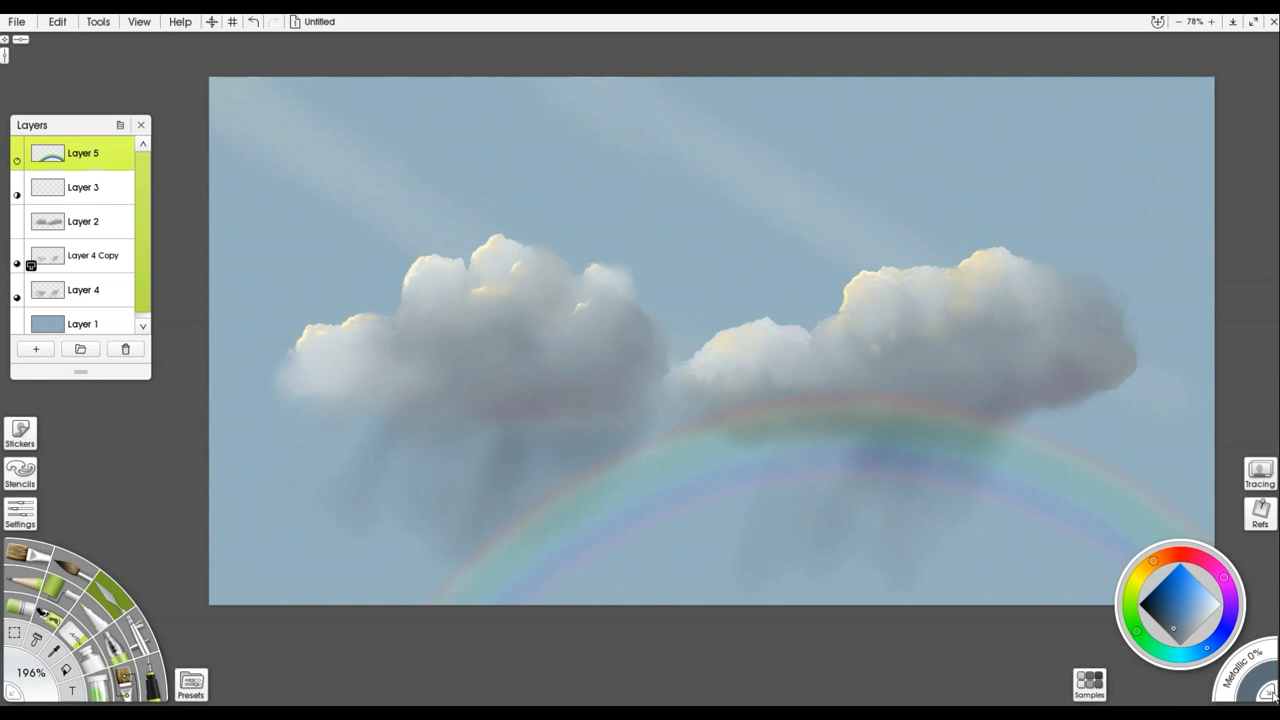 File Edit Tools View Help Untitled 78%
Layers
Layer 5
Layer 3
Layer 2
Layer 4 Copy
Layer 4
Layer 1
Stickers
Stencils
Settings
196%
T
Presets
Tracing
Refs
Samples
Metallic 0%